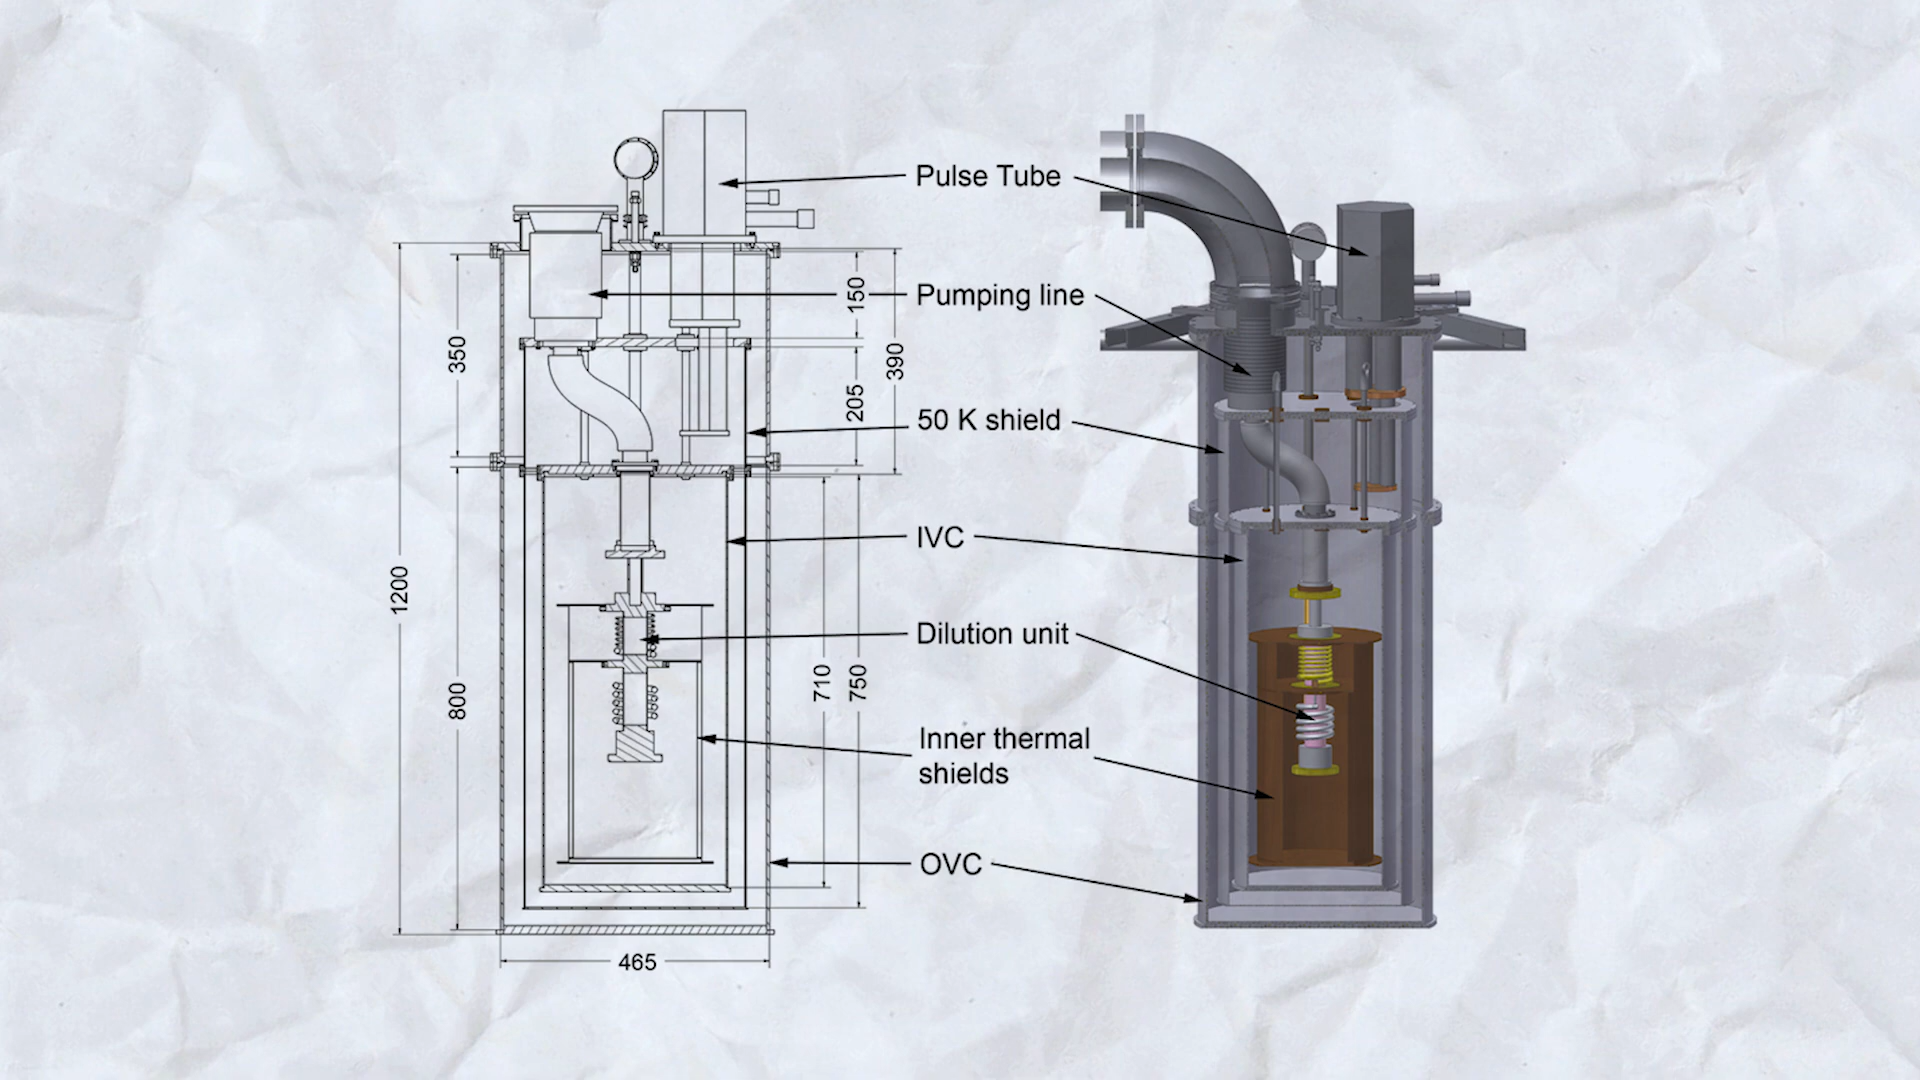 Pulse Tube
Pumping line
50 K shield
IVC
Dilution unit
Inner thermal
shields
OVC
150
350
390
205
1200
800
710
750
465